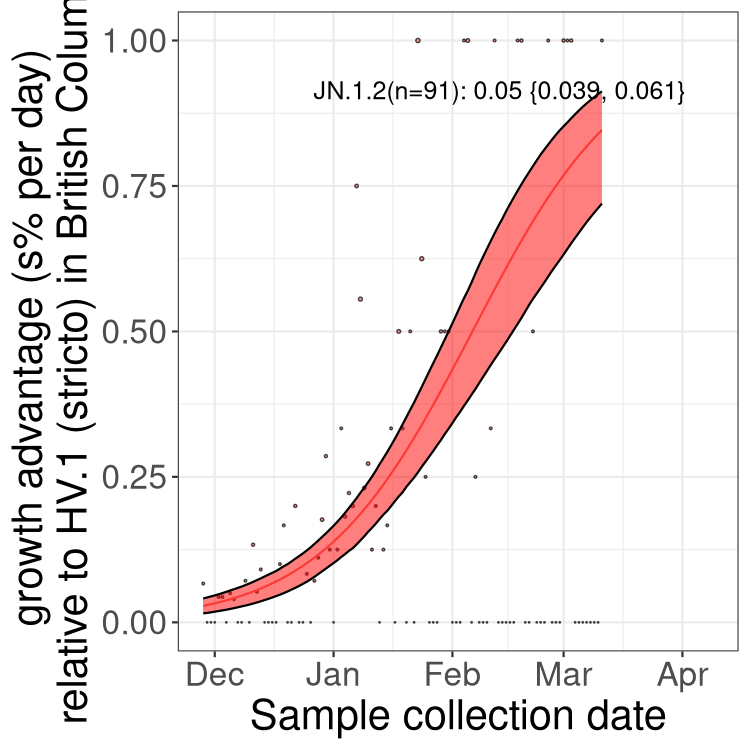 growth advantage (s% per day)
relative to HV.1 (stricto) in British Colum
1.00
0.75
0.50
0.25
0.00
JN.1.2(n=91): 0.05 {0.039, 0.061}
Dec Jan Feb Mar Apr
Sample collection date